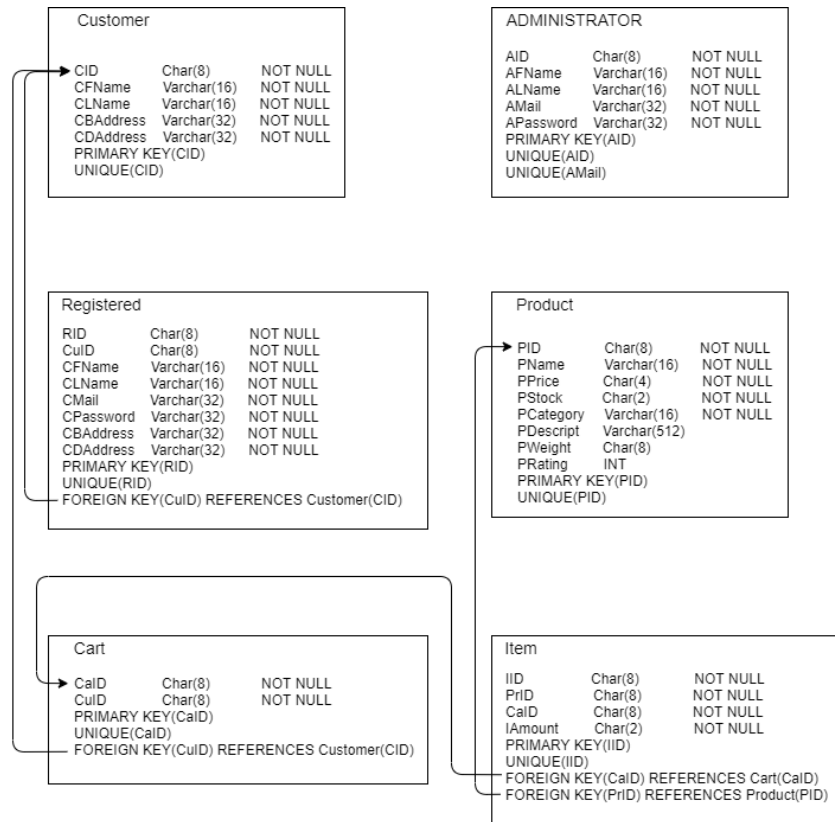 Customer
CID Char(8) NOT NULL
CFName Varchar(16) NOT NULL
CLName Varchar(16) NOT NULL
CBAddress Varchar(32) NOT NULL
CDAddress Varchar(32) NOT NULL
PRIMARY KEY(CID)
UNIQUE(CID)
ADMINISTRATOR
AID Char(8) NOT NULL
AFName Varchar(16) NOT NULL
ALName Varchar(16) NOT NULL
AMail Varchar(32) NOT NULL
APassword Varchar(32) NOT NULL
PRIMARY KEY(AID)
UNIQUE(AID)
UNIQUE(AMail)
Registered
RID Char(8) NOT NULL
CuID Char(8) NOT NULL
CFName Varchar(16) NOT NULL
CLName Varchar(16) NOT NULL
CMail Varchar(32) NOT NULL
CPassword Varchar(32) NOT NULL
CBAddress Varchar(32) NOT NULL
CDAddress Varchar(32) NOT NULL
PRIMARY KEY(RID)
UNIQUE(RID)
FOREIGN KEY(CuID) REFERENCES Customer(CID)
Product
PID Char(8) NOT NULL
PName Varchar(16) NOT NULL
PPrice Char(4) NOT NULL
PStock Char(2) NOT NULL
PCategory Varchar(16) NOT NULL
PDescript Varchar(512)
PWeight Char(8)
PRating INT
PRIMARY KEY(PID)
UNIQUE(PID)
Cart
CaID Char(8) NOT NULL
CuID Char(8) NOT NULL
PRIMARY KEY(CaID)
UNIQUE(CaID)
FOREIGN KEY(CuID) REFERENCES Customer(CID)
Item
IID Char(8) NOT NULL
PrID Char(8) NOT NULL
CaID Char(8) NOT NULL
IAmount Char(2) NOT NULL
PRIMARY KEY(IID)
UNIQUE(IID)
FOREIGN KEY(CaID) REFERENCES Cart(CaID)
FOREIGN KEY(PrID) REFERENCES Product(PID)